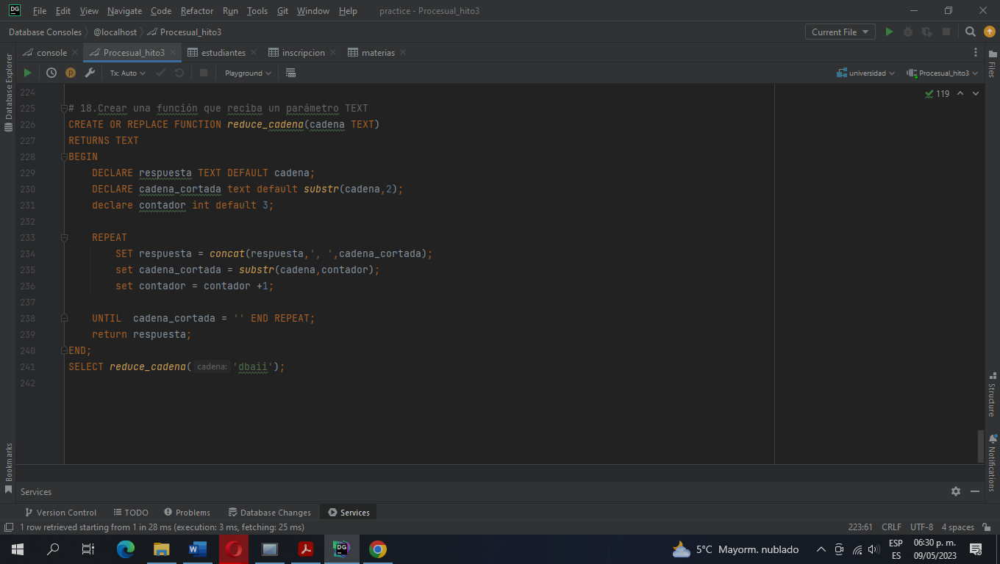 DG File Edit View Navigate Code Refactor Run Tools Git Window Help practice - Procesual_hito3
Database Consoles @localhost Procesual_hito3 Current File
console Procesual_hito3 estudiantes inscripcion materias
p Tx: Auto Playground universidad Procesual_hito3
Database Explorer
Files
119
224
225 # 18.Crear una función que reciba un parámetro TEXT
226 CREATE OR REPLACE FUNCTION reduce_cadena(cadena TEXT)
227 RETURNS TEXT
228 BEGIN
229 DECLARE respuesta TEXT DEFAULT cadena;
230 DECLARE cadena_cortada text default substr(cadena,2);
231 declare contador int default 3;
232
233 REPEAT
234 SET respuesta = concat(respuesta,', ',cadena_cortada);
235 set cadena_cortada = substr(cadena,contador);
236 set contador = contador +1;
237
238 UNTIL cadena_cortada = '' END REPEAT;
239 return respuesta;
240 END;
241 SELECT reduce_cadena( cadena: 'dbaii');
242
Structure
Bookmarks
Notifications
Services
Version Control TODO Problems Database Changes Services
1 row retrieved starting from 1 in 28 ms (execution: 3 ms, fetching: 25 ms) 223:61 CRLF UTF-8 4 spaces
DG 5°C Mayorm. nublado ESP 06:30 p. m.
ES 09/05/2023